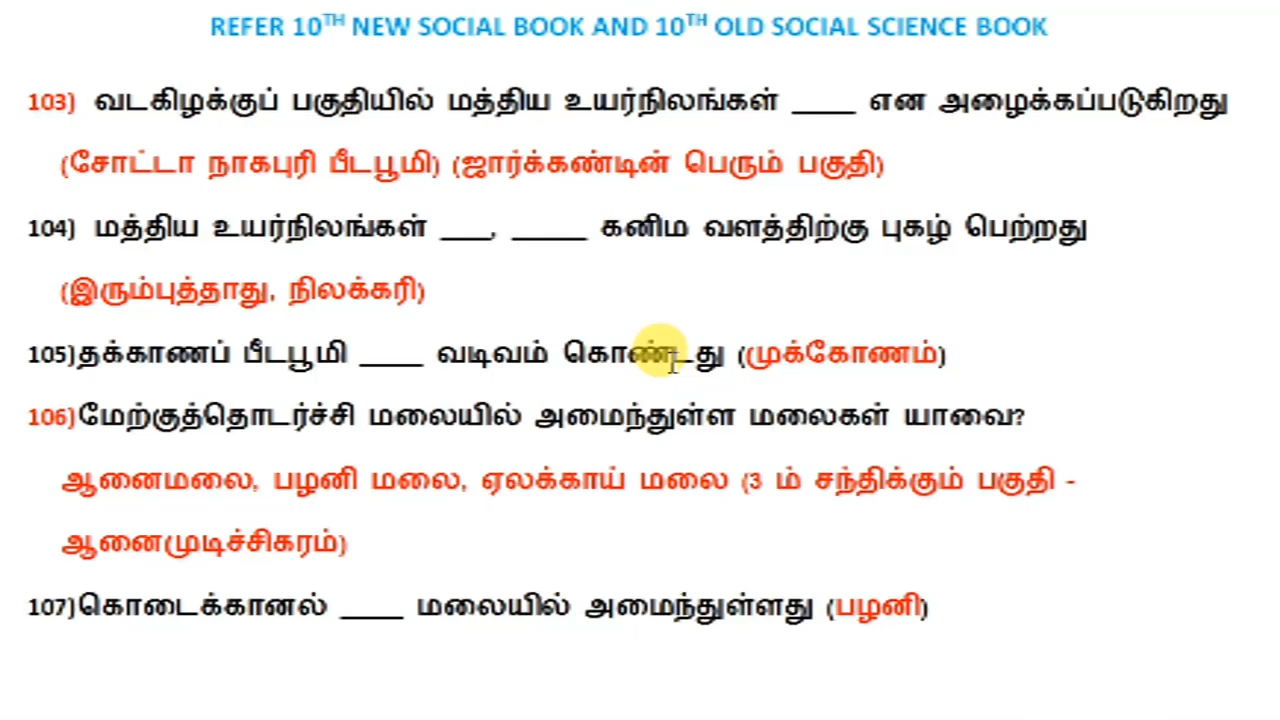 REFER 10TH NEW SOCIAL BOOK AND 10TH OLD SOCIAL SCIENCE BOOK
103) வடகிழக்குப் பகுதியில் மத்திய உயர்நிலங்கள் ____ என அழைக்கப்படுகிறது
(சோட்டா நாகபுரி பீடபூமி) (ஜார்க்கண்டின் பெரும் பகுதி)
104) மத்திய உயர்நிலங்கள் ___, _____ கனிம வளத்திற்கு புகழ் பெற்றது
(இரும்புத்தாது, நிலக்கரி)
105)தக்காணப் பீடபூமி ____ வடிவம் கொண்டது (முக்கோணம்)
106)மேற்குத்தொடர்ச்சி மலையில் அமைந்துள்ள மலைகள் யாவை?
ஆனைமலை, பழனி மலை, ஏலக்காய் மலை (3 ம் சந்திக்கும் பகுதி -
ஆனைமுடிச்சிகரம்)
107)கொடைக்கானல் ____ மலையில் அமைந்துள்ளது (பழனி)